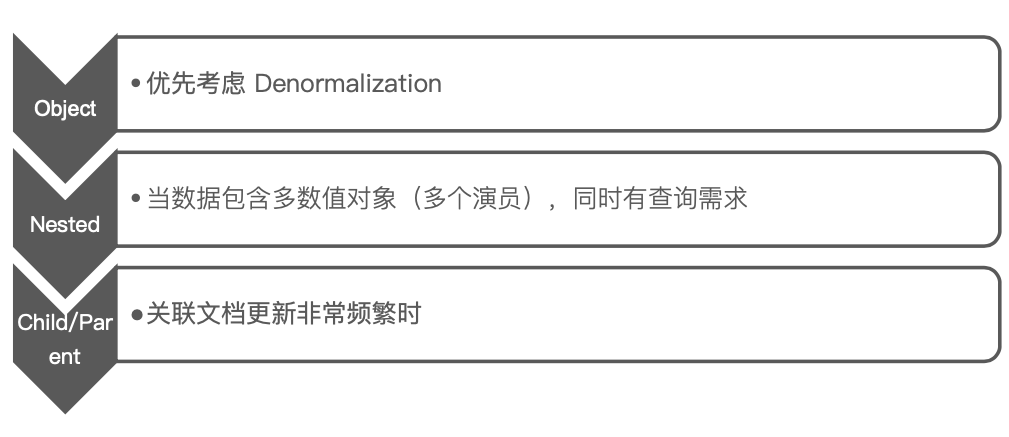 Object
•优先考虑 Denormalization
Nested
•当数据包含多数值对象（多个演员），同时有查询需求
Child/Par
ent
•关联文档更新非常频繁时